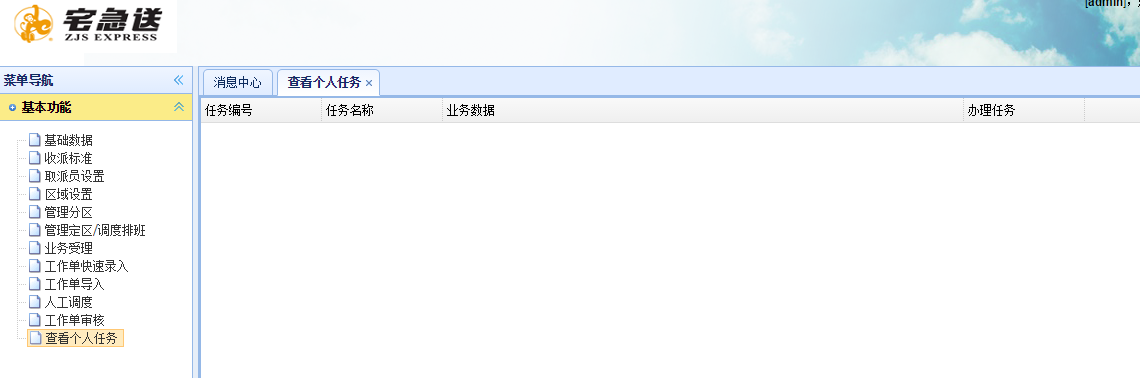 宅急送
ZJS EXPRESS
[admin],
菜单导航
消息中心
查看个人任务
基本功能
任务编号 任务名称 业务数据 办理任务
基础数据
收派标准
取派员设置
区域设置
管理分区
管理定区/调度排班
业务受理
工作单快速录入
工作单导入
人工调度
工作单审核
查看个人任务